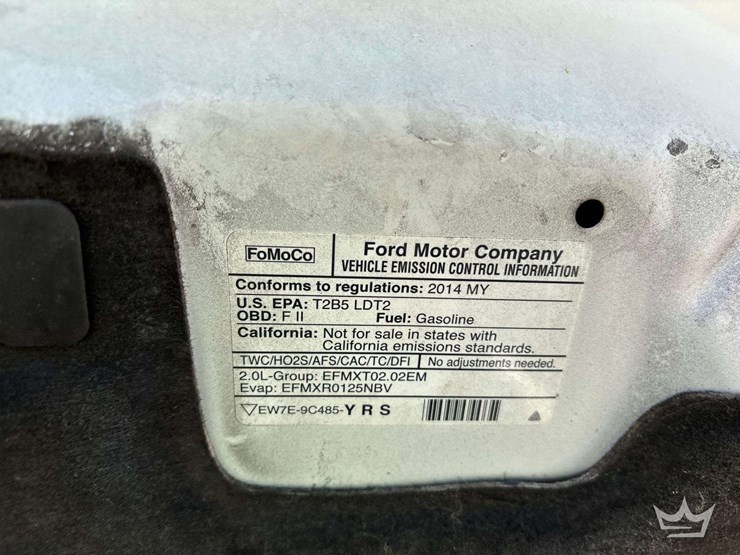 FoMoCo
Ford Motor Company
VEHICLE EMISSION CONTROL INFORMATION
Conforms to regulations: 2014 MY
U.S. EPA: T2B5 LDT2
OBD: F II Fuel: Gasoline
California: Not for sale in states with
California emissions standards.
TWC/HO2S/AFS/CAC/TC/DFI No adjustments needed.
2.0L-Group: EFMXT02.02EM
Evap: EFMXR0125NBV
EW7E-9C485-Y R S